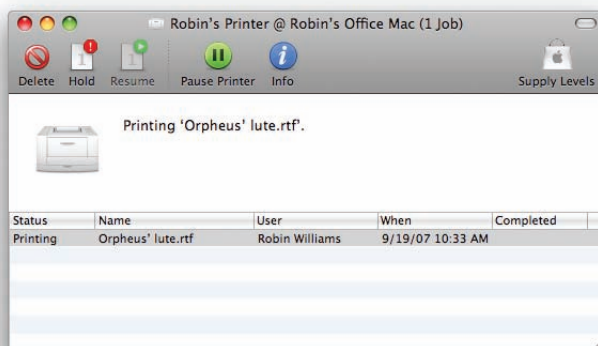 Robin's Printer @ Robin's Office Mac (1 Job)
Delete Hold Resume Pause Printer Info Supply Levels
Printing 'Orpheus' lute.rtf'.
Status Name User When Completed
Printing Orpheus' lute.rtf Robin Williams 9/19/07 10:33 AM